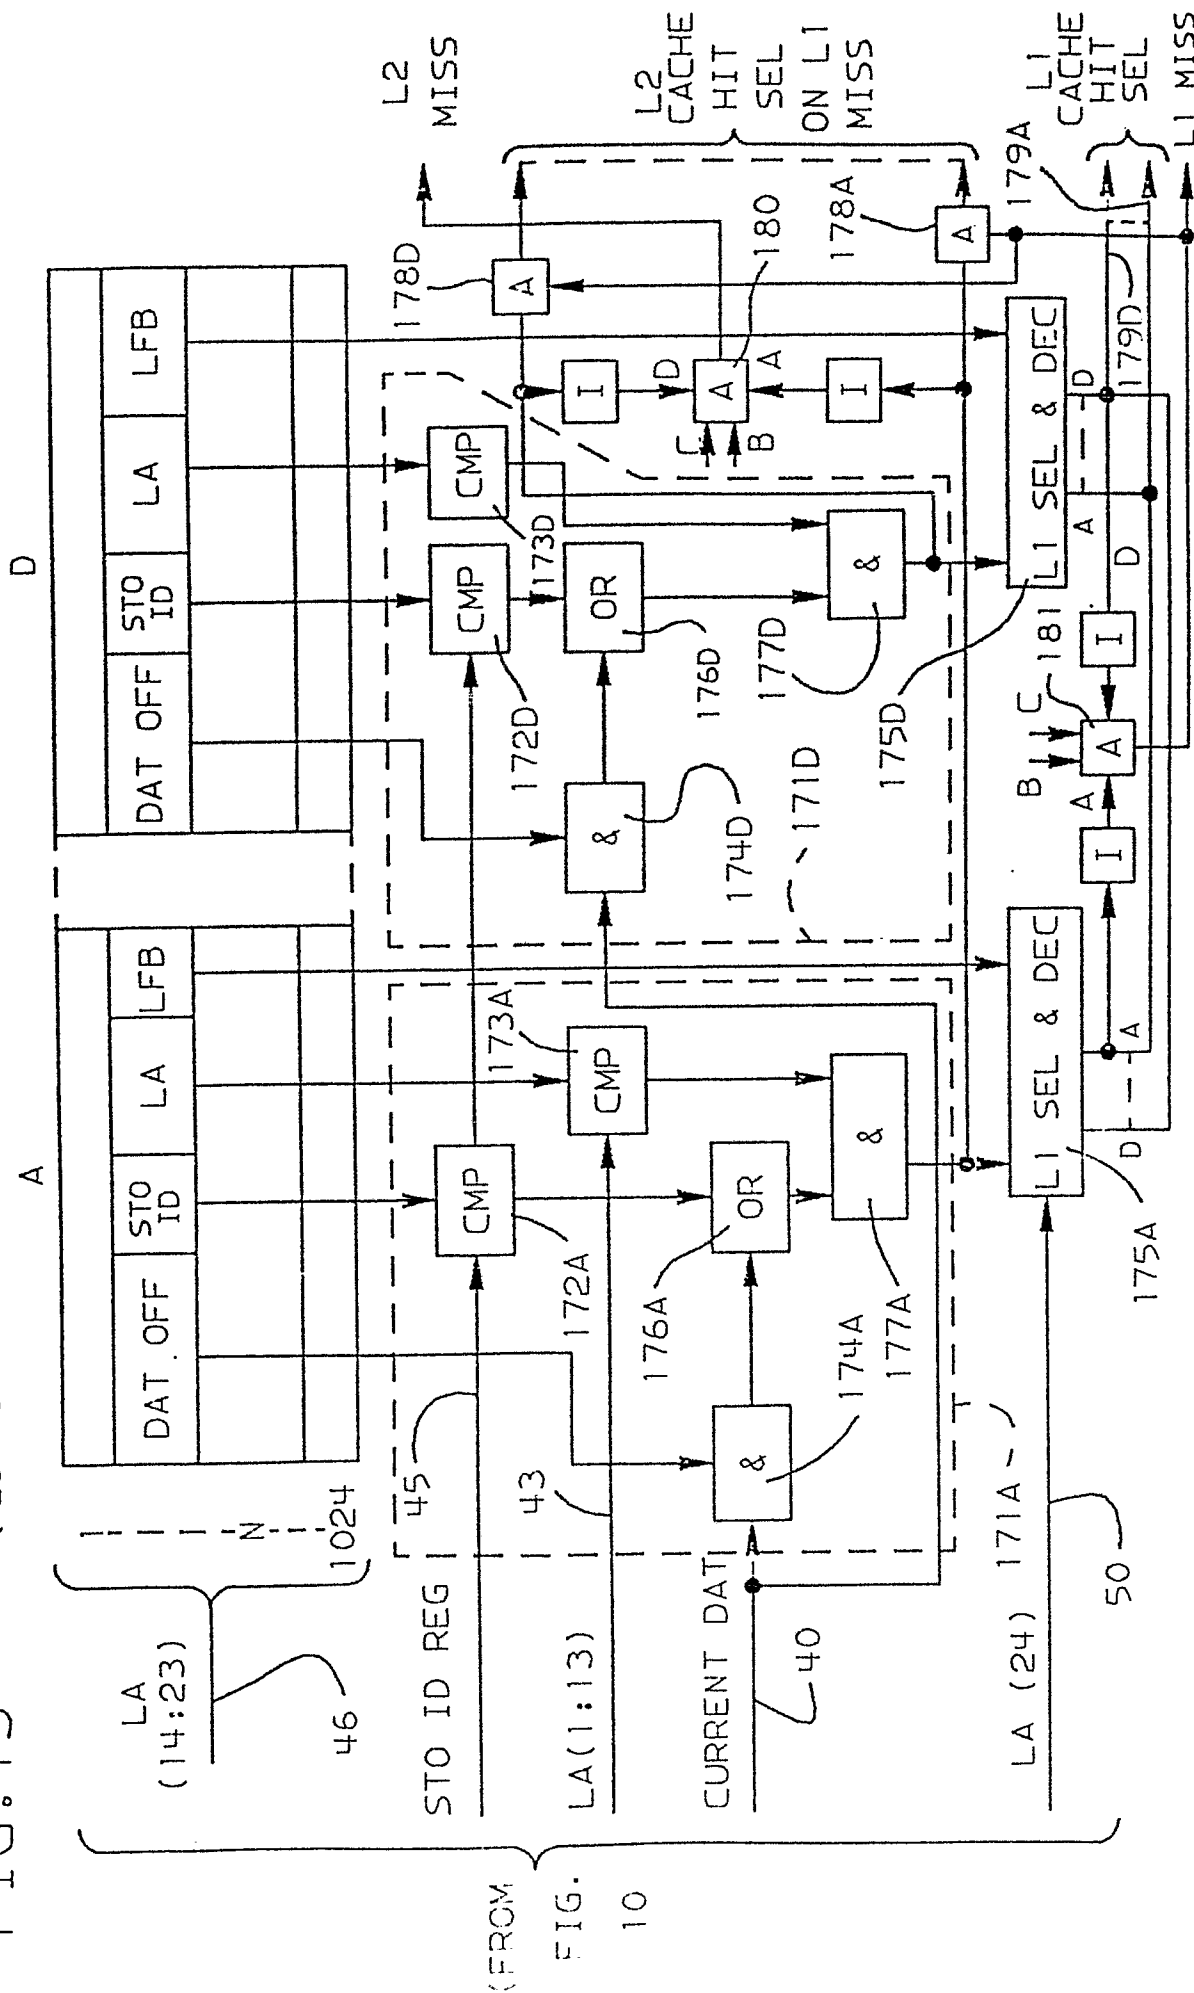 FIG. 13
(FROM
FIG.
10
LA
(14:23)
46
N
1024
A
DAT OFF
STO
ID
LA
LFB
D
DAT OFF
STO
ID
LA
LFB
STO ID REG
45
LA(1:13)
43
CURRENT DAT
40
LA (24)
50
CMP
172A
CMP
173A
&
174A
OR
176A
&
177A
171A
L1 SEL & DEC
175A
D
A
CMP
172D
CMP
173D
&
174D
OR
176D
&
177D
171D
L1 SEL & DEC
175D
A
D
I
D
C
A
B
180
A
I
A
178D
A
178A
I
A
B
C
A
181
I
D
179D
179A
L2
MISS
L2
CACHE
HIT
SEL
ON L1
MISS
L1
CACHE
HIT
SEL
L1 MISS